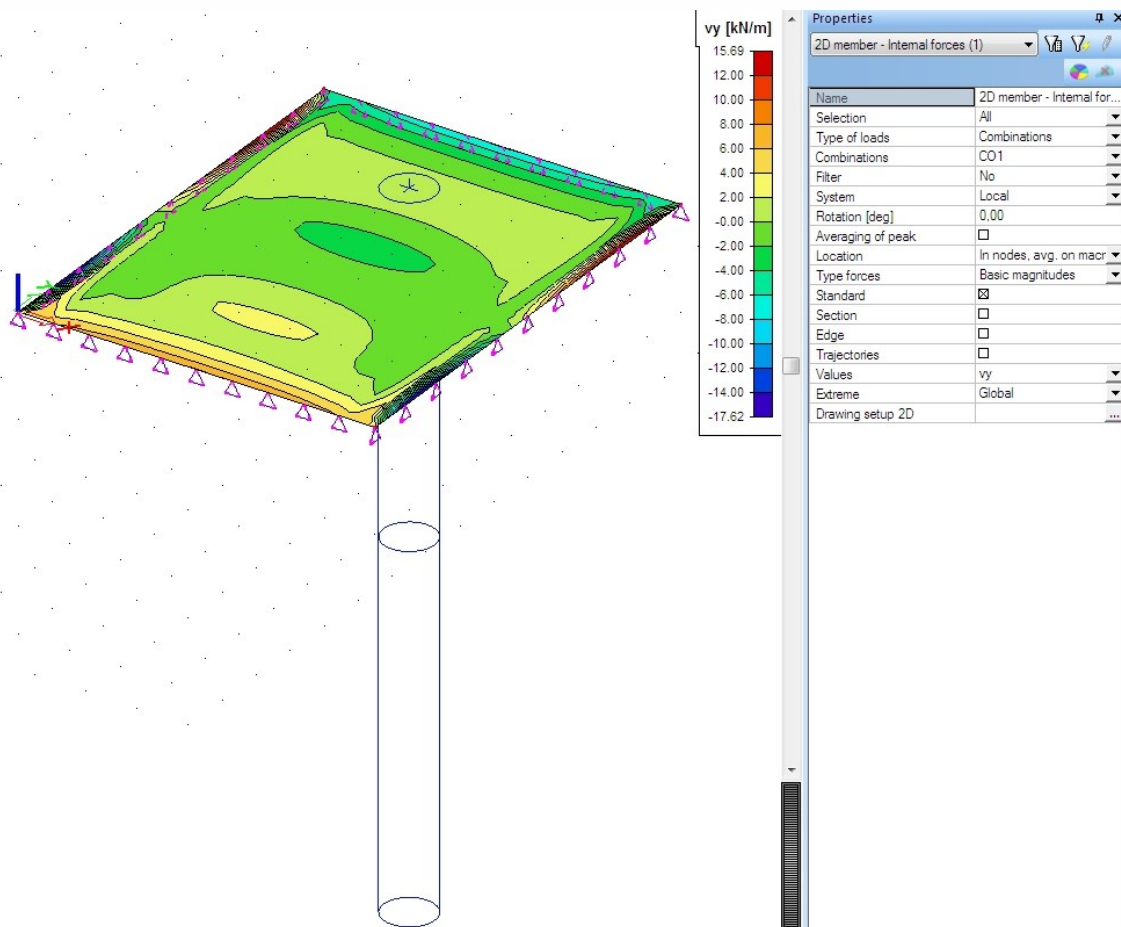 vy [kN/m]
15.69
12.00
10.00
8.00
6.00
4.00
2.00
-0.00
-2.00
-4.00
-6.00
-8.00
-10.00
-12.00
-14.00
-17.62
Properties
2D member - Internal forces (1)
Name 2D member - Internal for...
Selection All
Type of loads Combinations
Combinations CO1
Filter No
System Local
Rotation [deg] 0,00
Averaging of peak
Location In nodes, avg. on macr
Type forces Basic magnitudes
Standard
Section
Edge
Trajectories
Values vy
Extreme Global
Drawing setup 2D ...